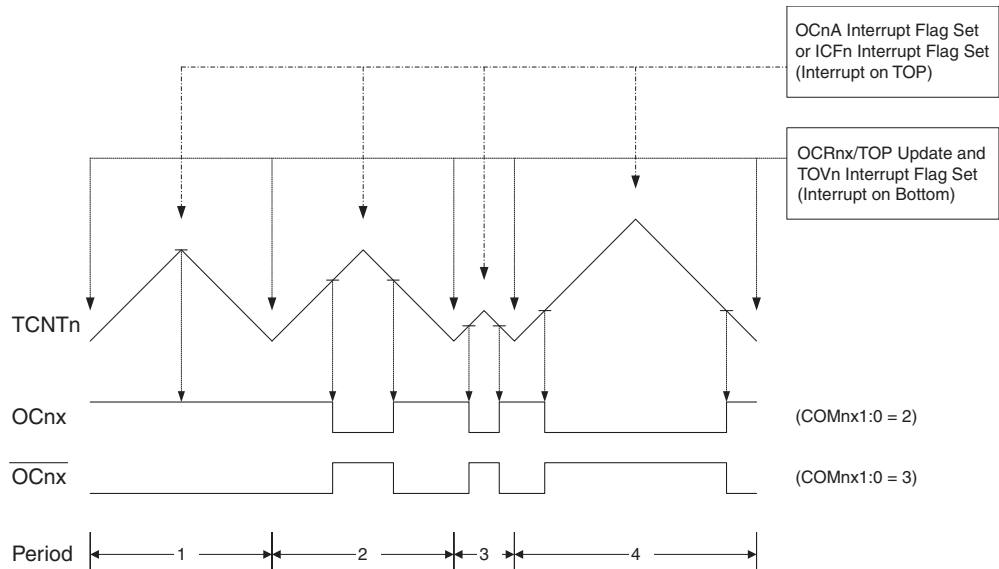 OCnA Interrupt Flag Set
or ICFn Interrupt Flag Set
(Interrupt on TOP)
OCRnx/TOP Update and
TOVn Interrupt Flag Set
(Interrupt on Bottom)
TCNTn
OCnx
(COMnx1:0 = 2)
OCnx
(COMnx1:0 = 3)
Period
1
2
3
4